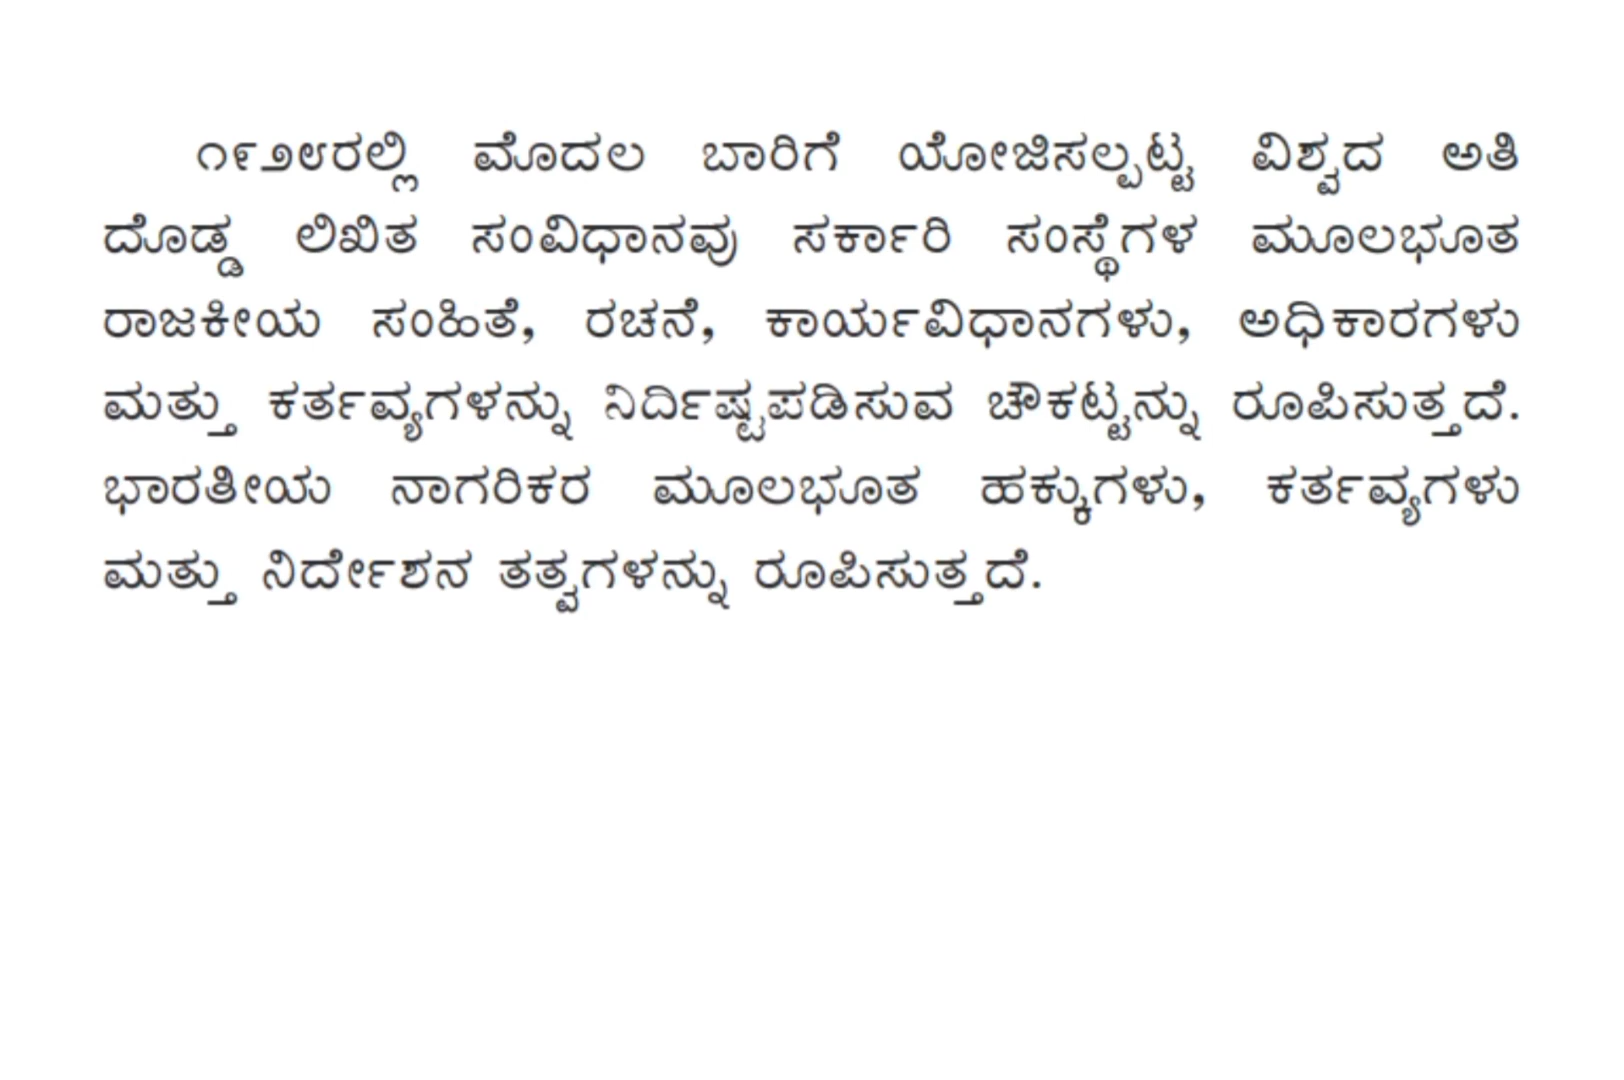 ೧೯೨೮ರಲ್ಲಿ ಮೊದಲ ಬಾರಿಗೆ ಯೋಜಿಸಲ್ಪಟ್ಟ ವಿಶ್ವದ ಅತಿ
ದೊಡ್ಡ ಲಿಖಿತ ಸಂವಿಧಾನವು ಸರ್ಕಾರಿ ಸಂಸ್ಥೆಗಳ ಮೂಲಭೂತ
ರಾಜಕೀಯ ಸಂಹಿತೆ, ರಚನೆ, ಕಾರ್ಯವಿಧಾನಗಳು, ಅಧಿಕಾರಗಳು
ಮತ್ತು ಕರ್ತವ್ಯಗಳನ್ನು ನಿರ್ದಿಷ್ಟಪಡಿಸುವ ಚೌಕಟ್ಟನ್ನು ರೂಪಿಸುತ್ತದೆ.
ಭಾರತೀಯ ನಾಗರಿಕರ ಮೂಲಭೂತ ಹಕ್ಕುಗಳು, ಕರ್ತವ್ಯಗಳು
ಮತ್ತು ನಿರ್ದೇಶನ ತತ್ವಗಳನ್ನು ರೂಪಿಸುತ್ತದೆ.